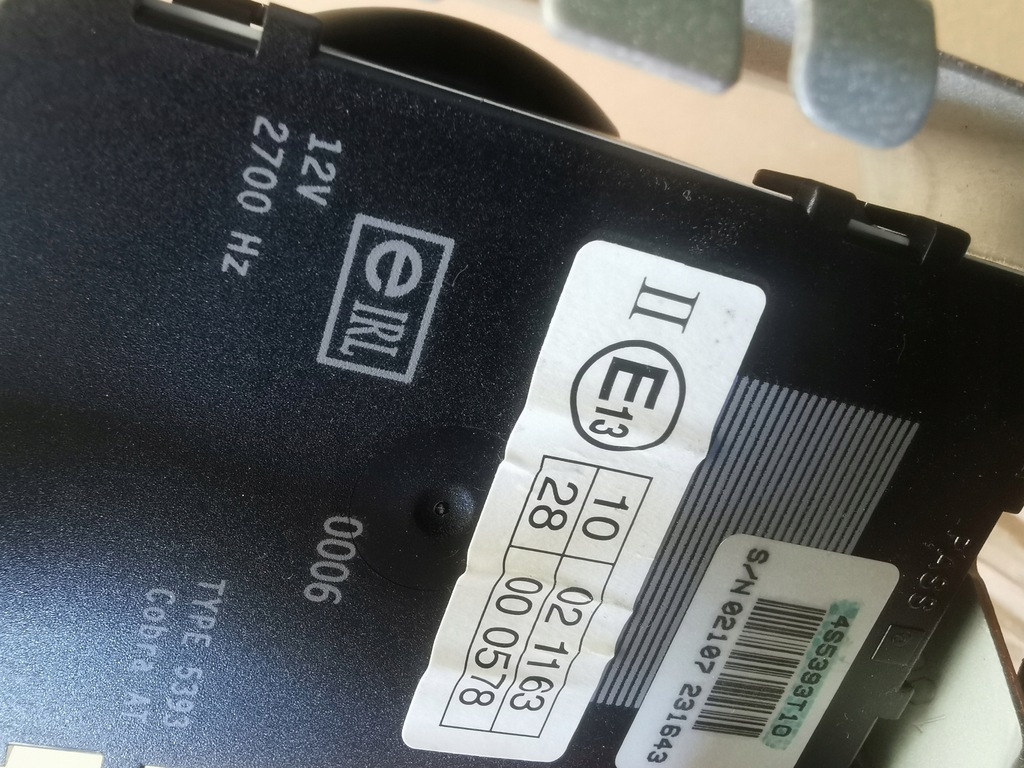 12V
2700 Hz
e IRL
0006
TYPE 5393
Cobra AT
II
E13
10 02 1163
28 00 0578
4S5393T10
S/N 02107 231643